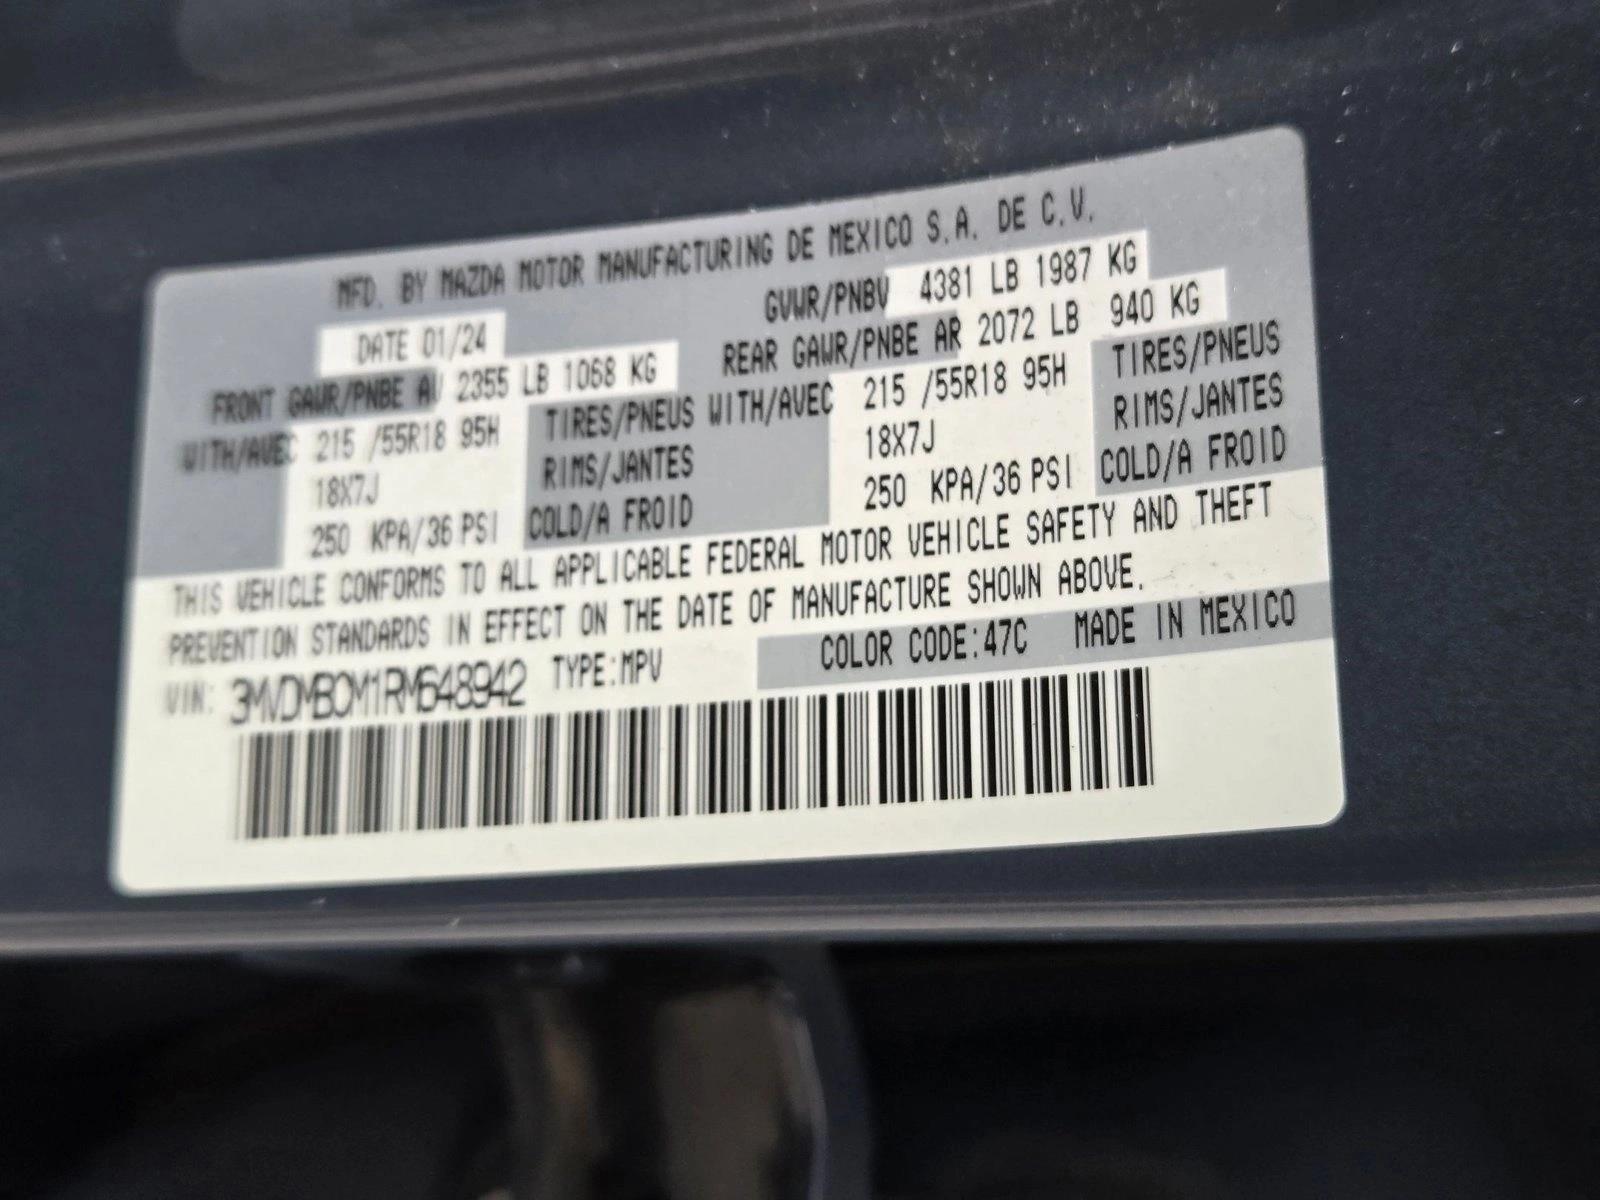 MFD. BY MAZDA MOTOR MANUFACTURING DE MEXICO S.A. DE C.V.
DATE 01/24 GVWR/PNBV 4381 LB 1987 KG
FRONT GAWR/PNBE AV 2355 LB 1068 KG REAR GAWR/PNBE AR 2072 LB 940 KG
WITH/AVEC 215 /55R18 95H TIRES/PNEUS WITH/AVEC 215 /55R18 95H TIRES/PNEUS
18X7J RIMS/JANTES 18X7J RIMS/JANTES
250 KPA/36 PSI COLD/A FROID 250 KPA/36 PSI COLD/A FROID
THIS VEHICLE CONFORMS TO ALL APPLICABLE FEDERAL MOTOR VEHICLE SAFETY AND THEFT
PREVENTION STANDARDS IN EFFECT ON THE DATE OF MANUFACTURE SHOWN ABOVE.
VIN: 3MVDMBCM1RM648942 TYPE:MPV COLOR CODE:47C MADE IN MEXICO